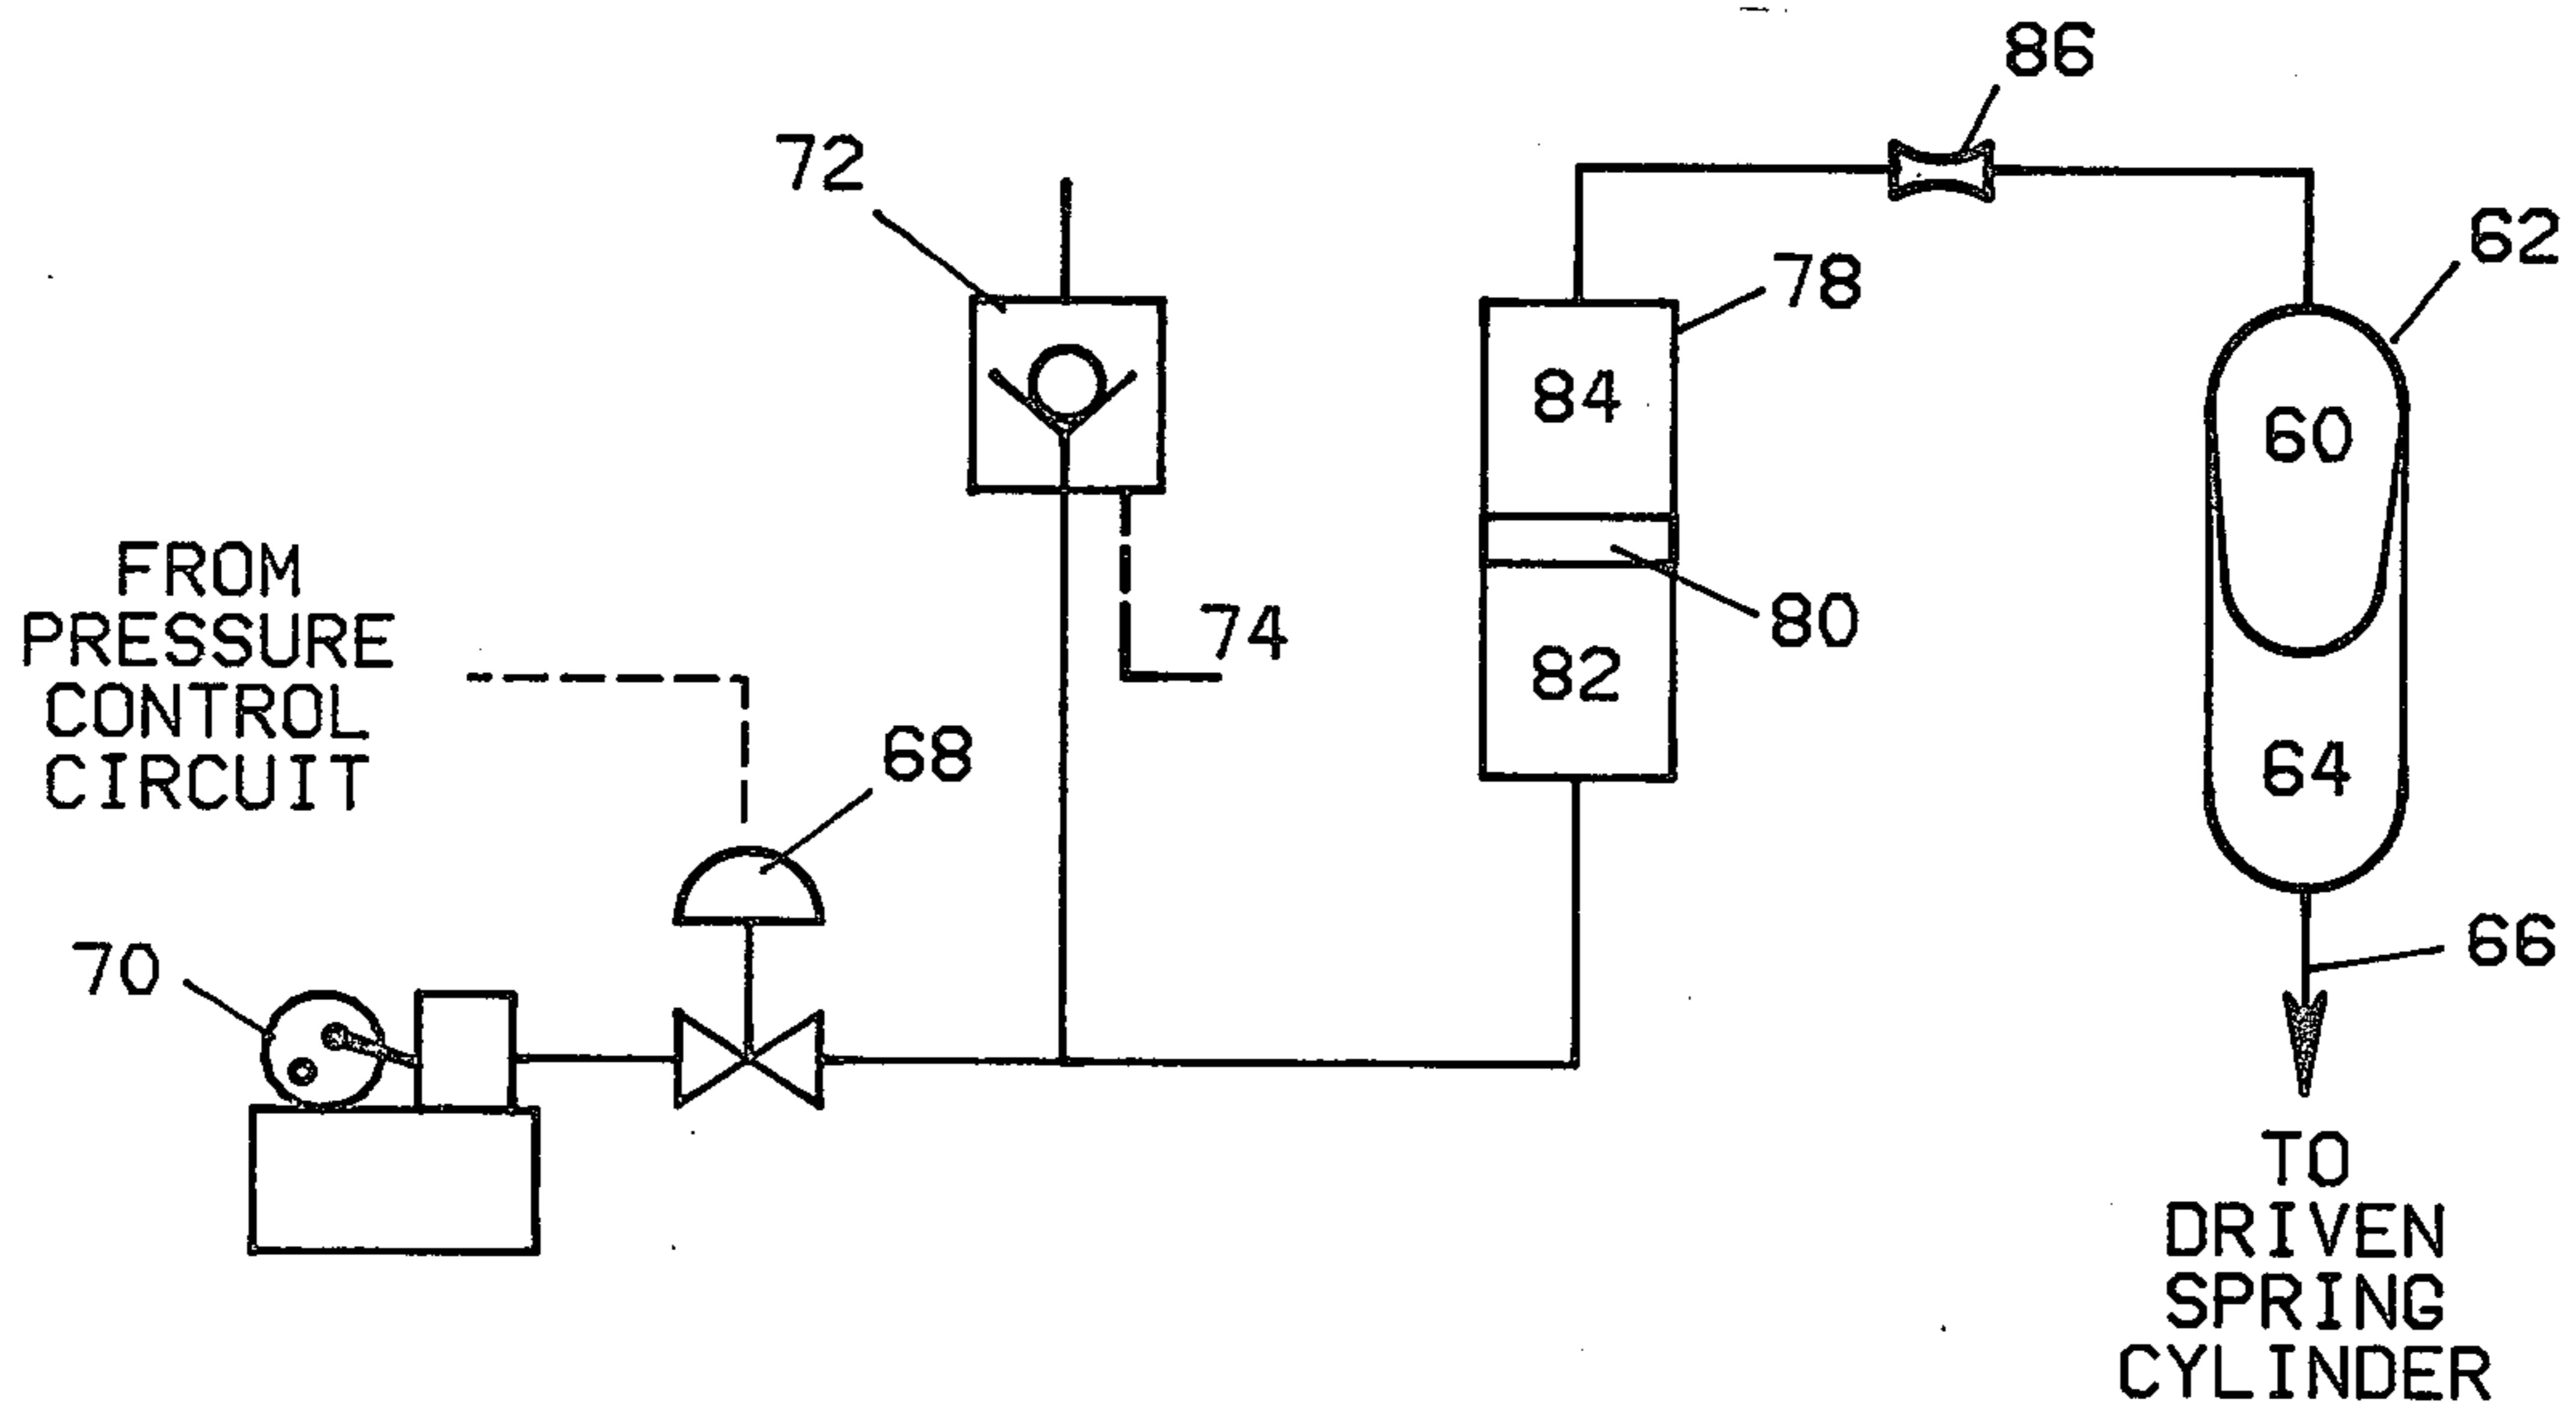 86
72
62
78
84
60
FROM
PRESSURE
CONTROL
CIRCUIT
74
80
82
68
64
70
66
TO
DRIVEN
SPRING
CYLINDER